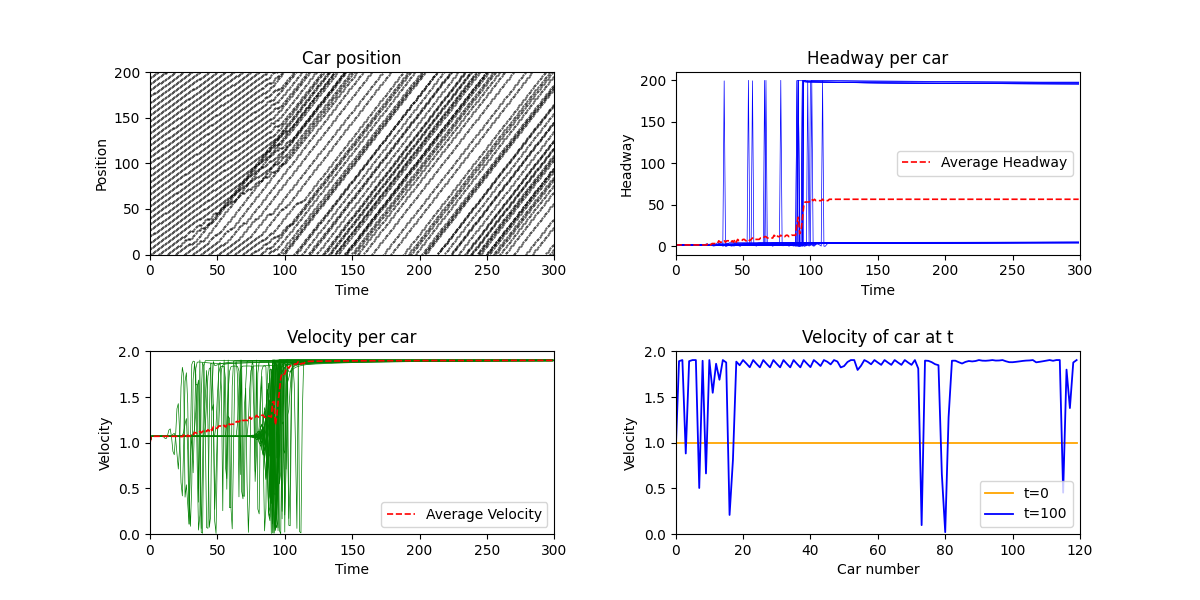 Car position
Position
200
150
100
50
0
0 50 100 150 200 250 300
Time
Headway per car
Headway
200
150
100
50
0
Average Headway
0 50 100 150 200 250 300
Time
Velocity per car
Velocity
2.0
1.5
1.0
0.5
0.0
Average Velocity
0 50 100 150 200 250 300
Time
Velocity of car at t
Velocity
2.0
1.5
1.0
0.5
0.0
t=0
t=100
0 20 40 60 80 100 120
Car number